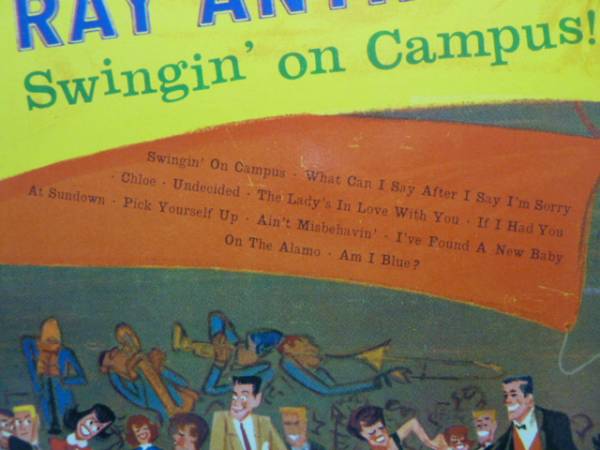 RAY
Swingin' on Campus!
Swingin' On Campus · What Can I Say After I Say I'm Sorry
· Chloe · Undecided · The Lady's In Love With You · If I Had You
At Sundown · Pick Yourself Up · Ain't Misbehavin' · I've Found A New Baby
On The Alamo · Am I Blue?